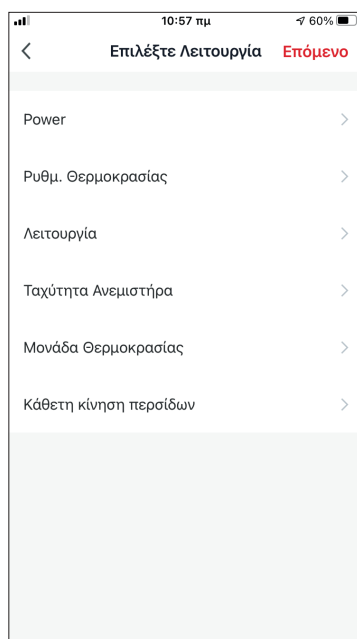 10:57 πμ 60%
Επιλέξτε Λειτουργία Επόμενο
Power
Ρυθμ. Θερμοκρασίας
Λειτουργία
Ταχύτητα Ανεμιστήρα
Μονάδα Θερμοκρασίας
Κάθετη κίνηση περσίδων